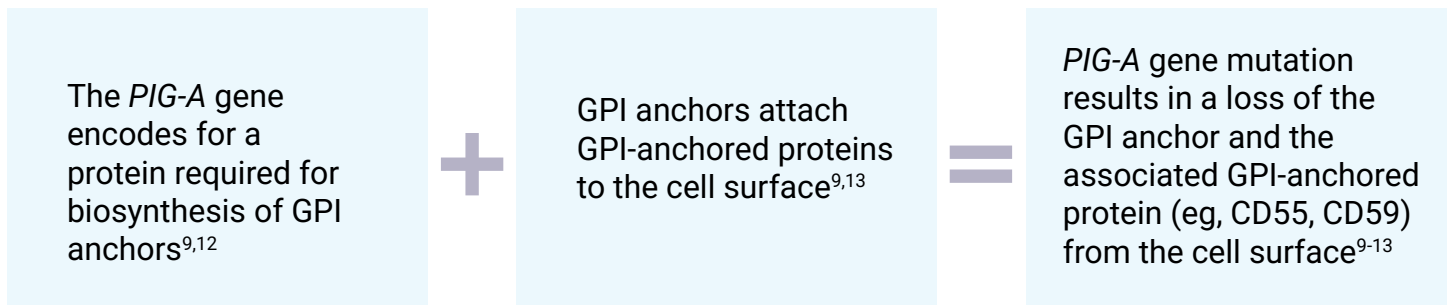 The PIG-A gene
encodes for a
protein required for
biosynthesis of GPI
anchors9,12
+
GPI anchors attach
GPI-anchored proteins
to the cell surface9,13
=
PIG-A gene mutation
results in a loss of the
GPI anchor and the
associated GPI-anchored
protein (eg, CD55, CD59)
from the cell surface9-13